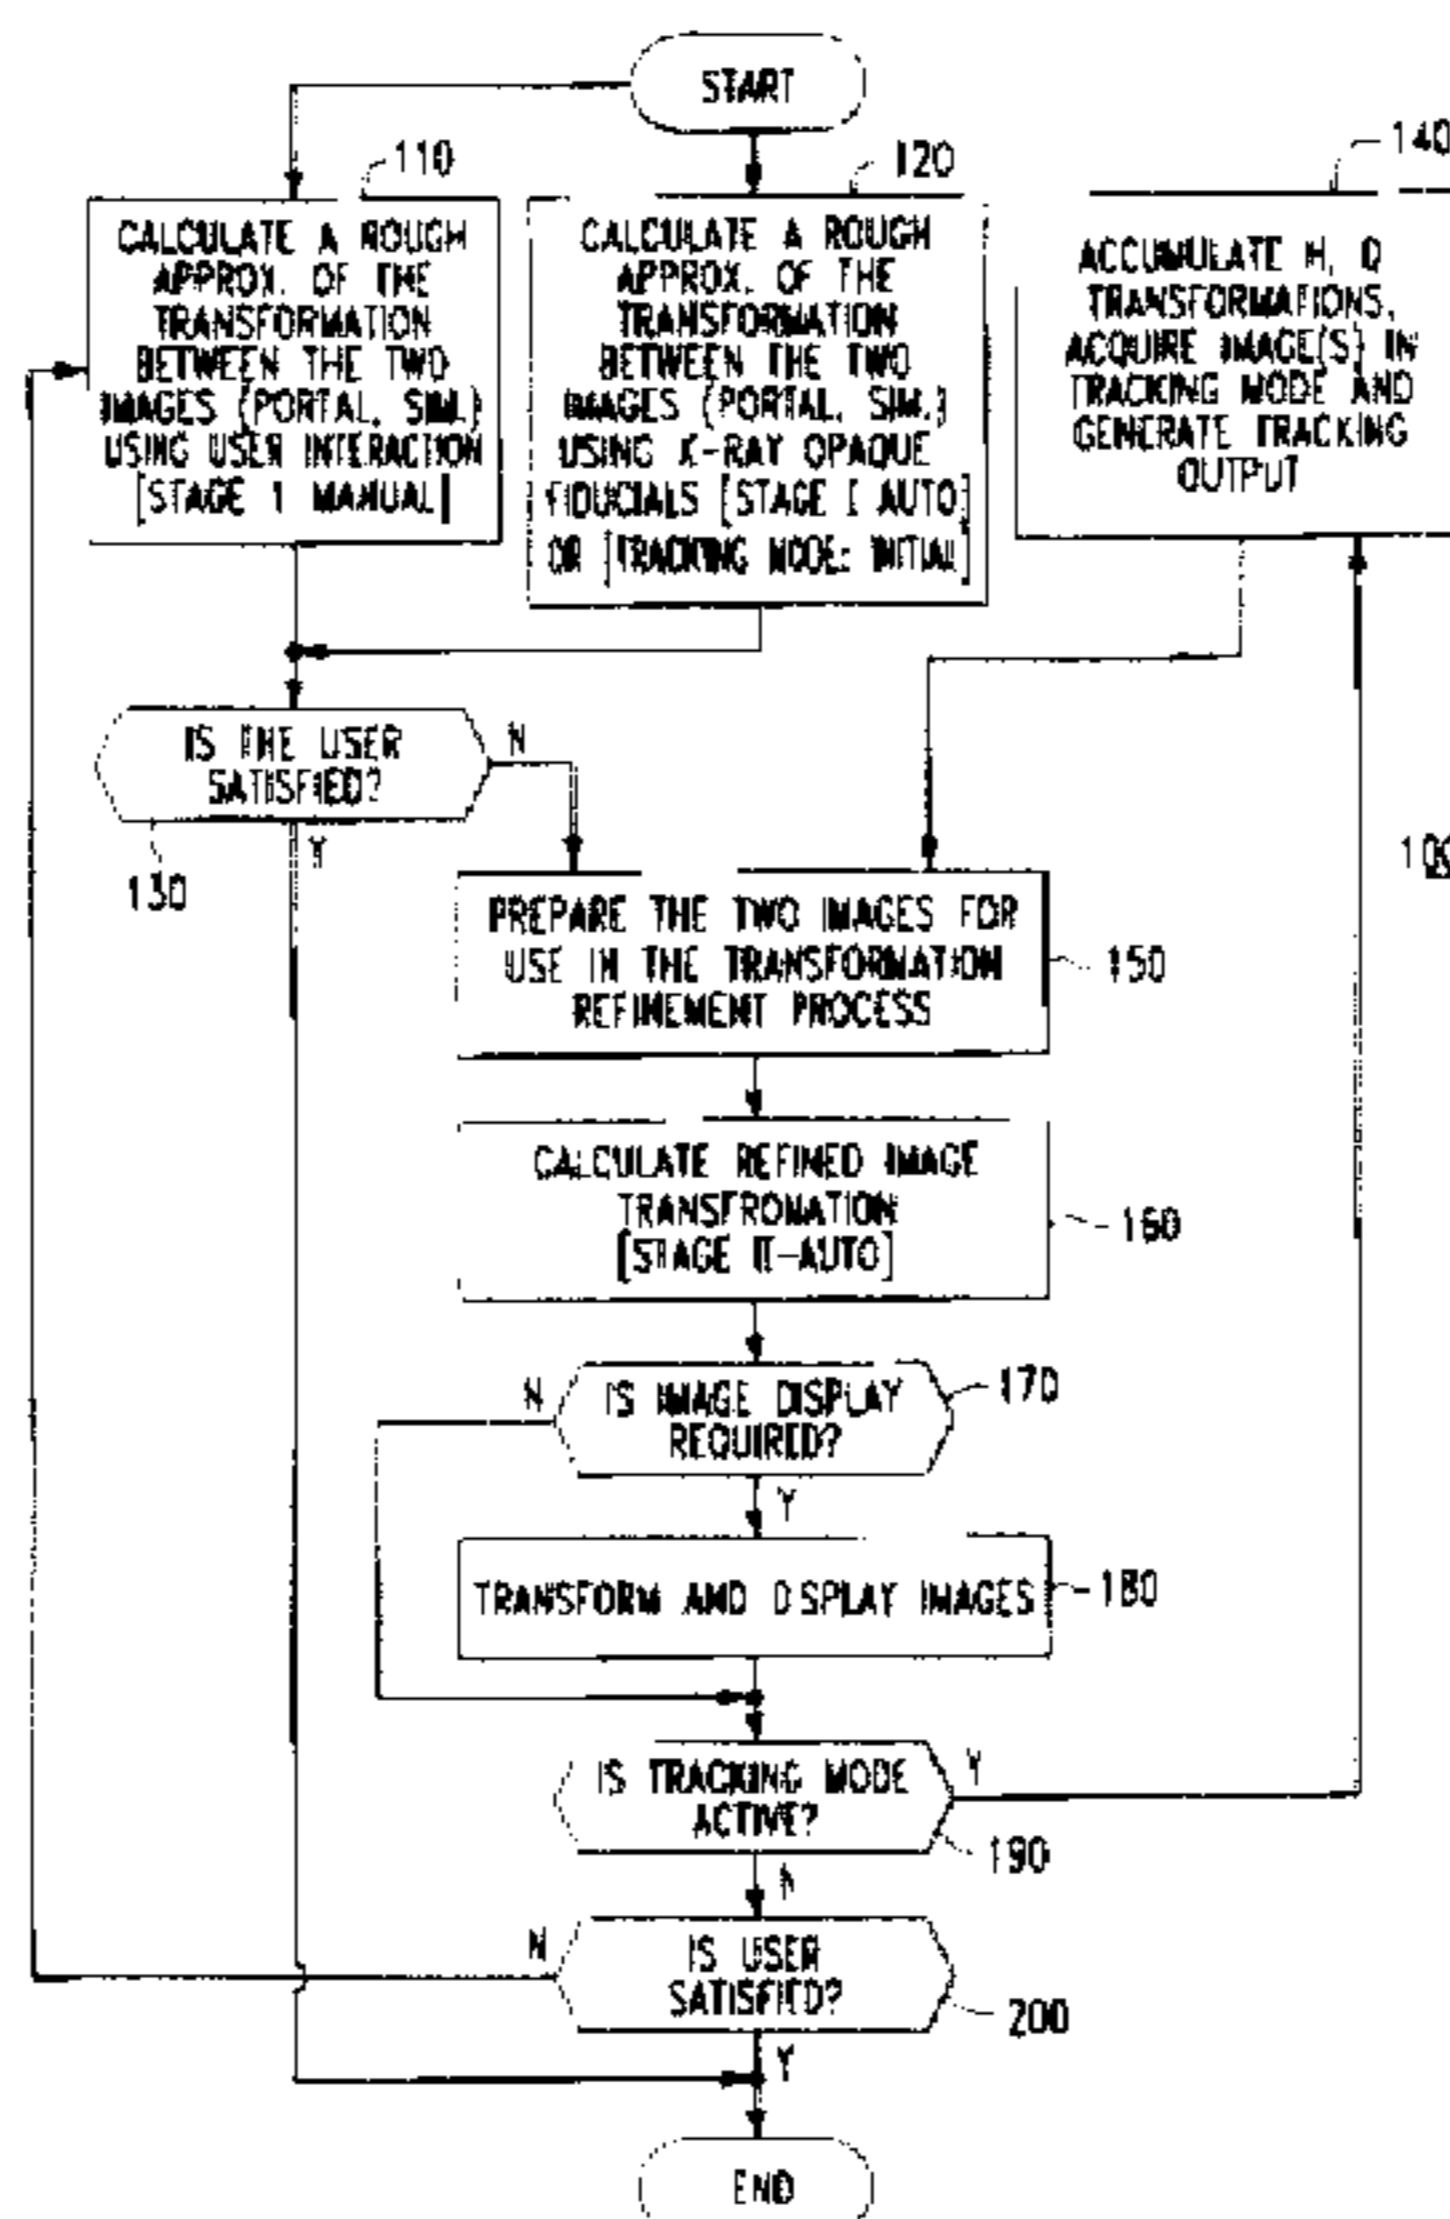 START
110
120
140
CALCULATE A ROUGH
APPROX. OF THE
TRANSFORMATION
BETWEEN THE TWO
IMAGES (PORTAL, SIM.)
USING USER INTERACTION
[STAGE 1 MANUAL]
CALCULATE A ROUGH
APPROX. OF THE
TRANSFORMATION
BETWEEN THE TWO
IMAGES (PORTAL, SIM.)
USING X-RAY OPAQUE
FIDUCIALS [STAGE I AUTO]
OR [TRACKING MODE: INITIAL]
ACCUMULATE H, Q
TRANSFORMATIONS,
ACQUIRE IMAGE(S) IN
TRACKING MODE AND
GENERATE TRACKING
OUTPUT
IS THE USER
SATISFIED?
N
Y
130
PREPARE THE TWO IMAGES FOR
USE IN THE TRANSFORMATION
REFINEMENT PROCESS
150
CALCULATE REFINED IMAGE
TRANSFROMATION
[STAGE II-AUTO]
160
IS IMAGE DISPLAY
REQUIRED?
170
N
Y
TRANSFORM AND DISPLAY IMAGES
180
IS TRACKING MODE
ACTIVE?
Y
190
N
IS USER
SATISFIED?
N
200
Y
END